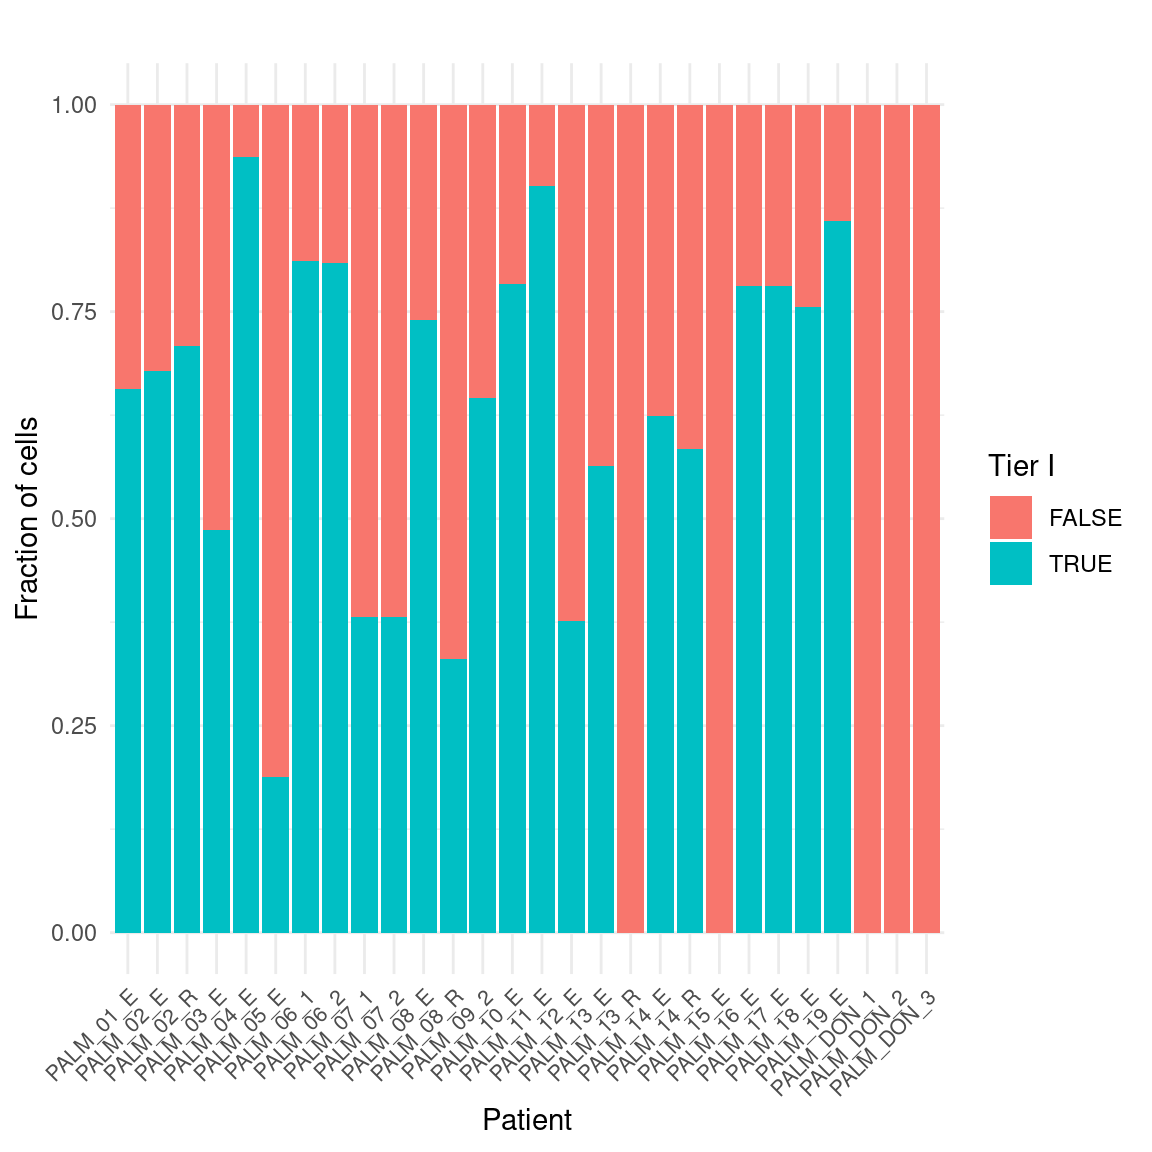 1.00
0.75
0.50
0.25
0.00
Fraction of cells
PALM_01_E
PALM_02_E
PALM_02_R
PALM_03_E
PALM_04_E
PALM_05_E
PALM_06_1
PALM_06_2
PALM_07_1
PALM_07_2
PALM_08_E
PALM_08_R
PALM_09_2
PALM_10_E
PALM_11_E
PALM_12_E
PALM_13_E
PALM_13_R
PALM_14_E
PALM_14_R
PALM_15_E
PALM_16_E
PALM_17_E
PALM_18_E
PALM_19_E
PALM_DON_1
PALM_DON_2
PALM_DON_3
Patient
Tier I
FALSE
TRUE